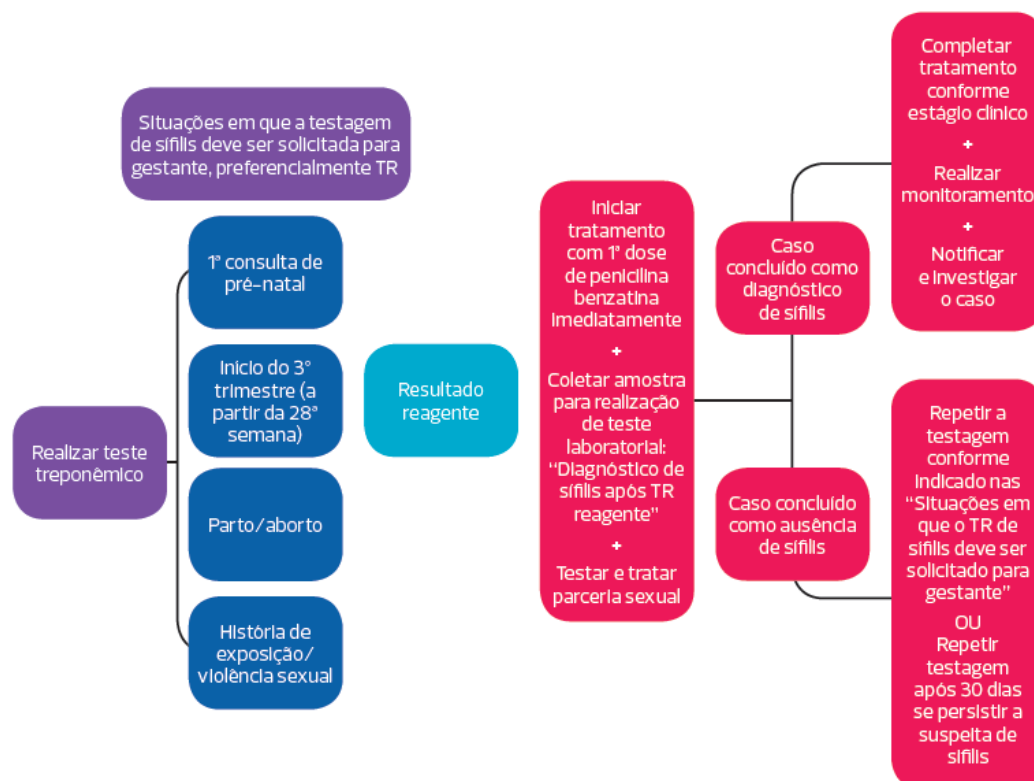 Situações em que a testagem
de sífilis deve ser solicitada para
gestante, preferencialmente TR
Realizar teste
treponêmico
1ª consulta de
pré-natal
Início do 3º
trimestre (a
partir da 28ª
semana)
Parto/aborto
História de
exposição/
violência sexual
Resultado
reagente
Iniciar
tratamento
com 1ª dose
de penicilina
benzatina
imediatamente
+
Coletar amostra
para realização
de teste
laboratorial:
“Diagnóstico de
sífilis após TR
reagente”
+
Testar e tratar
parceria sexual
Caso
concluído como
diagnóstico
de sífilis
Completar
tratamento
conforme
estágio clínico
+
Realizar
monitoramento
+
Notificar
e investigar
o caso
Caso concluído
como ausência
de sífilis
Repetir a
testagem
conforme
indicado nas
“Situações em
que o TR de
sífilis deve ser
solicitado para
gestante”
OU
Repetir
testagem
após 30 dias
se persistir a
suspeita de
sífilis